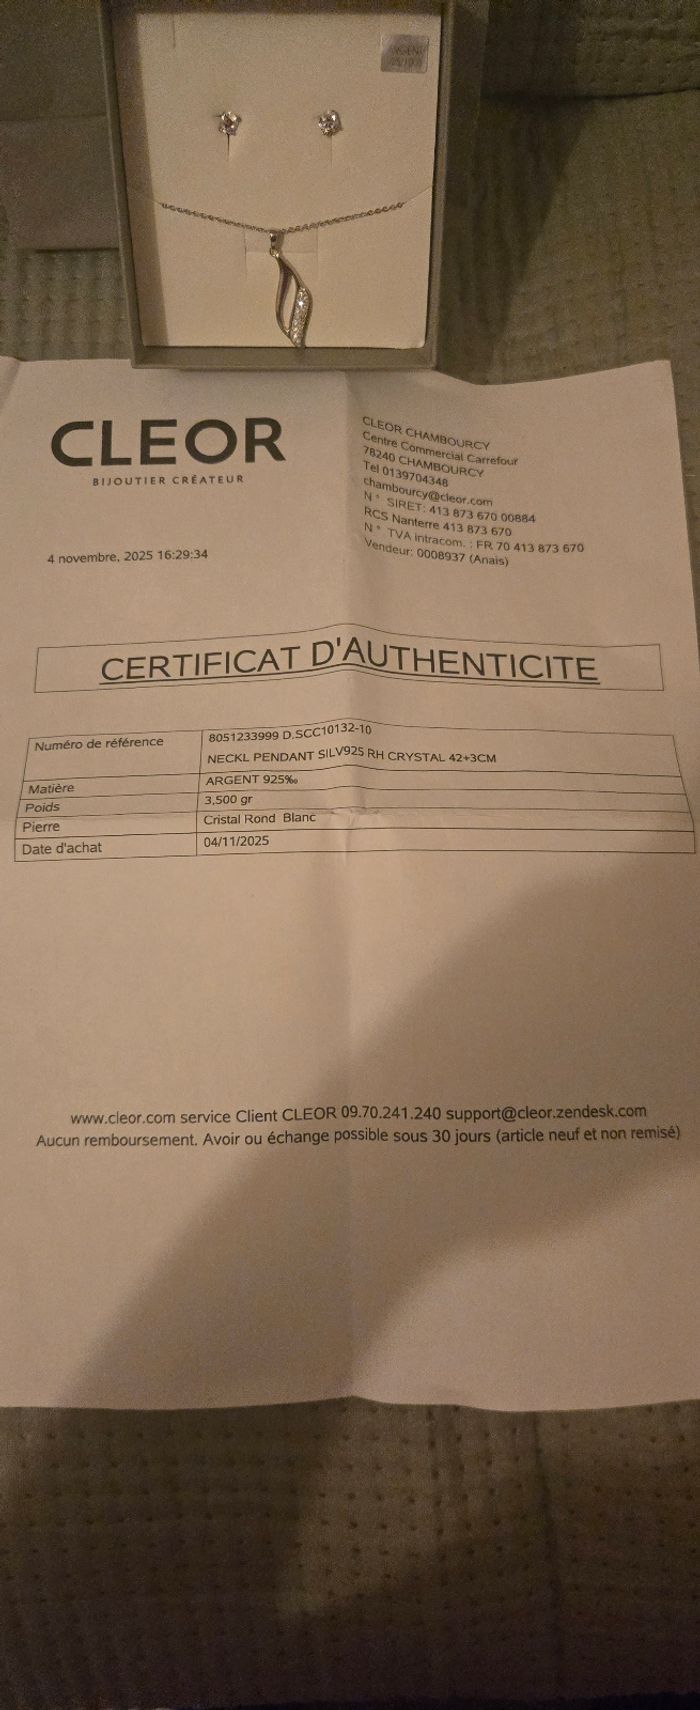 ARGENT
CLEOR
BIJOUTIER CRÉATEUR
CLEOR CHAMBOURCY
Centre Commercial Carrefour
78240 CHAMBOURCY
Tel 0139704348
chambourcy@cleor.com
N° SIRET: 413 873 670 00884
RCS Nanterre 413 873 670
N° TVA intracom. : FR 70 413 873 670
Vendeur: 0008937 (Anais)
4 novembre, 2025 16:29:34
CERTIFICAT D'AUTHENTICITE
Numéro de référence 8051233999 D.SCC10132-10
NECKL PENDANT SILV925 RH CRYSTAL 42+3CM
Matière ARGENT 925‰
Poids 3,500 gr
Pierre Cristal Rond Blanc
Date d'achat 04/11/2025
www.cleor.com service Client CLEOR 09.70.241.240 support@cleor.zendesk.com
Aucun remboursement. Avoir ou échange possible sous 30 jours (article neuf et non remisé)